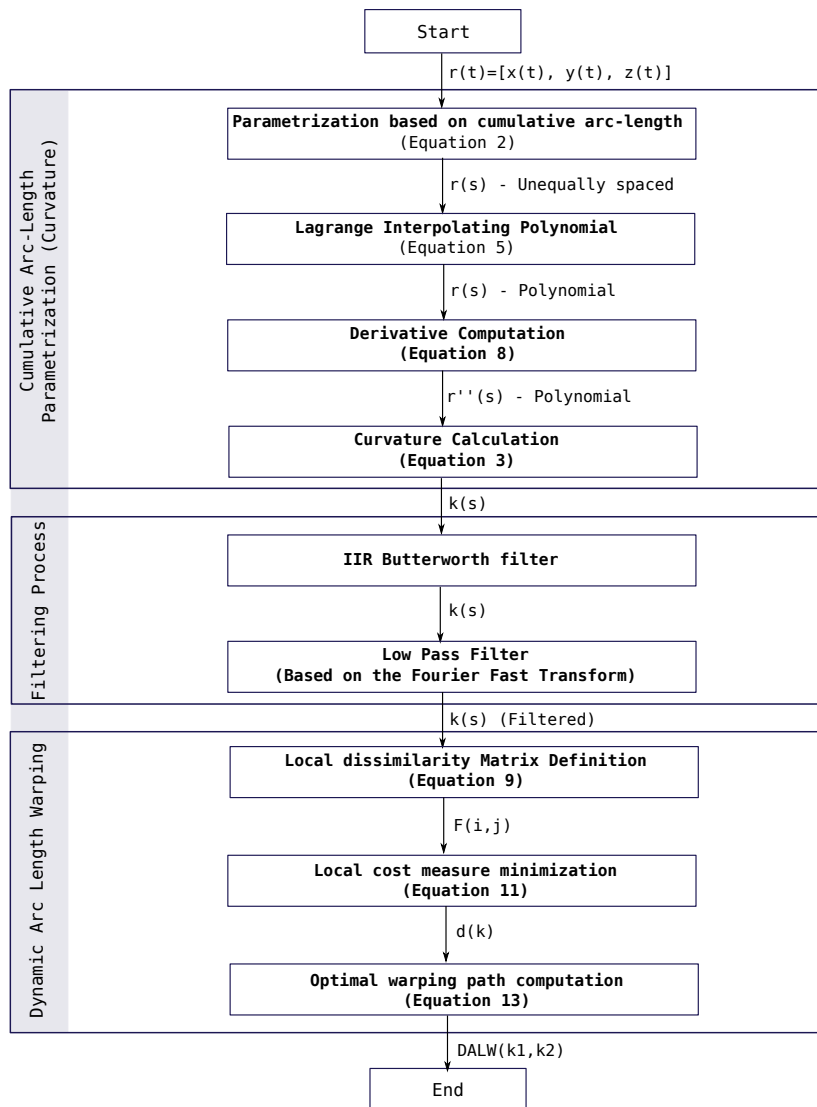 Start
r(t)=[x(t), y(t), z(t)]
Cumulative Arc-Length
Parametrization (Curvature)
Parametrization based on cumulative arc-length
(Equation 2)
r(s) - Unequally spaced
Lagrange Interpolating Polynomial
(Equation 5)
r(s) - Polynomial
Derivative Computation
(Equation 8)
r''(s) - Polynomial
Curvature Calculation
(Equation 3)
k(s)
Filtering Process
IIR Butterworth filter
k(s)
Low Pass Filter
(Based on the Fourier Fast Transform)
k(s) (Filtered)
Dynamic Arc Length Warping
Local dissimilarity Matrix Definition
(Equation 9)
F(i,j)
Local cost measure minimization
(Equation 11)
d(k)
Optimal warping path computation
(Equation 13)
DALW(k1,k2)
End